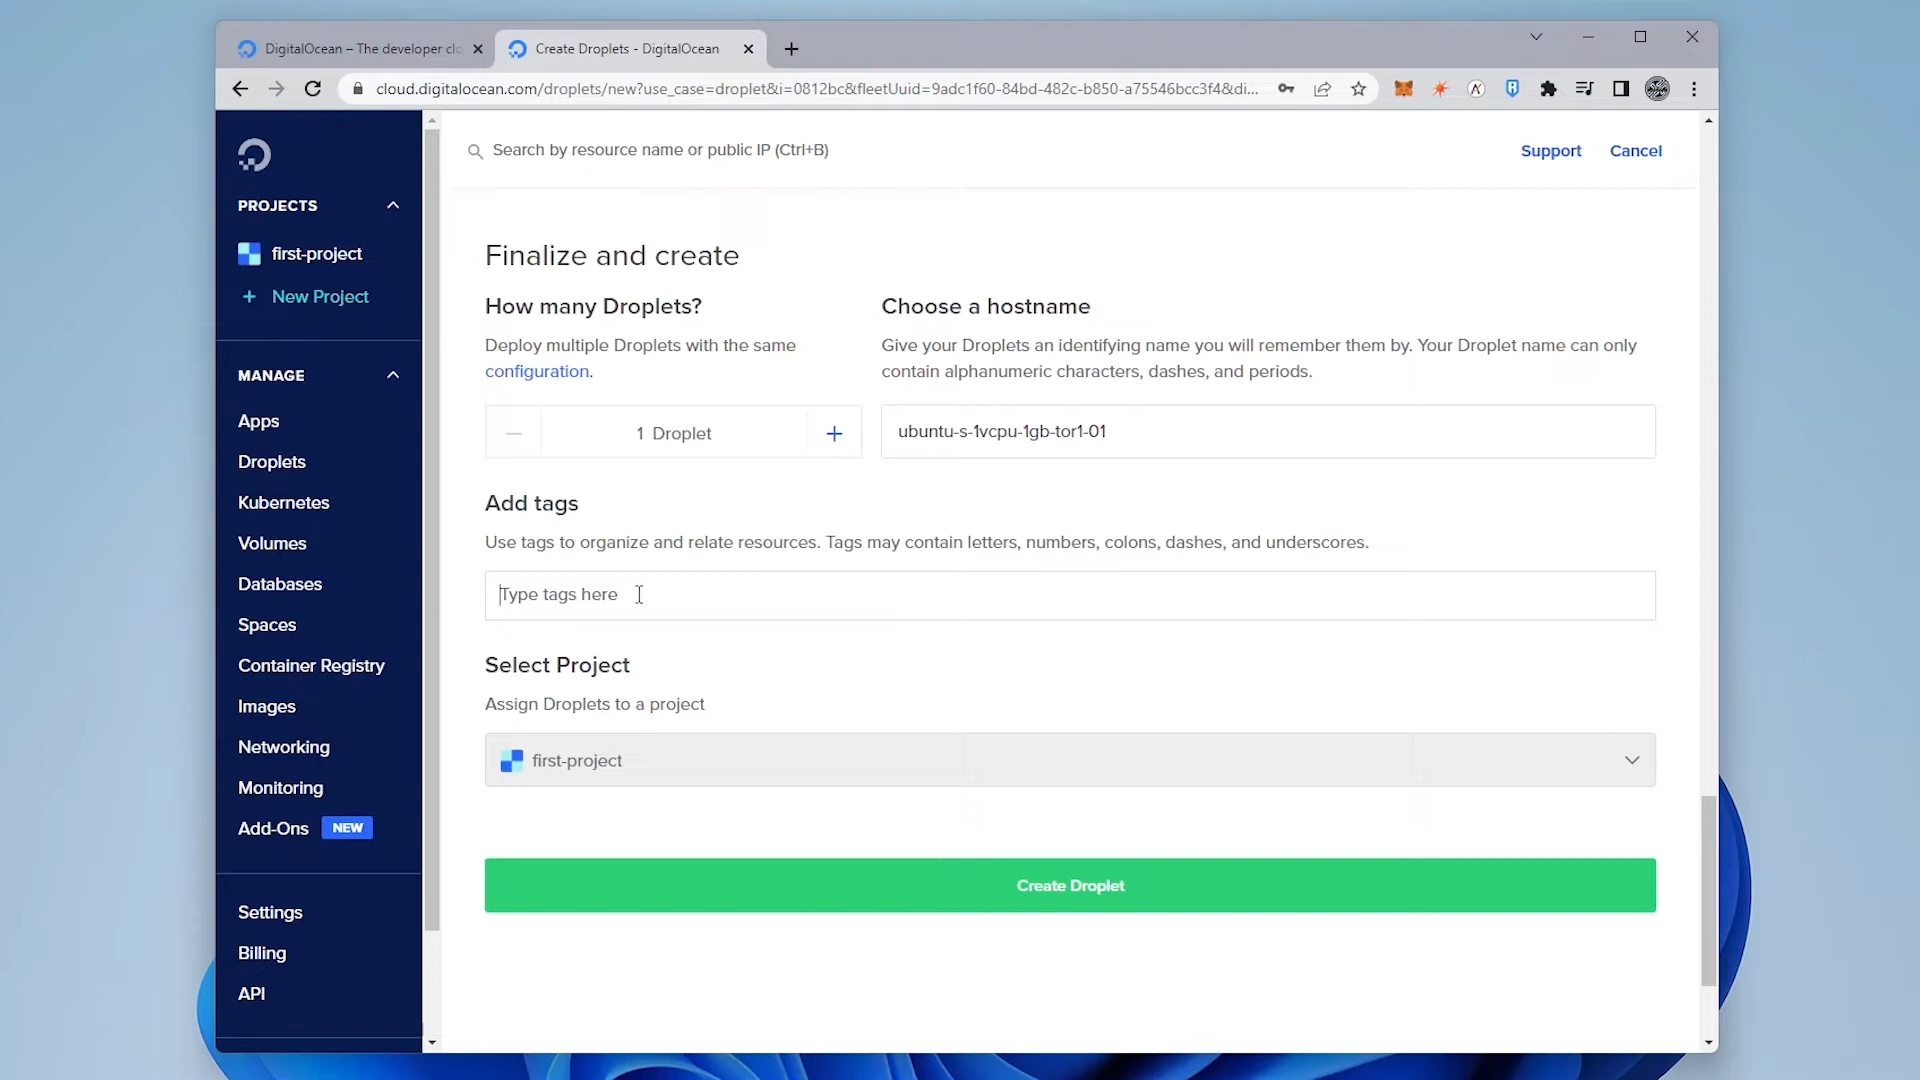 DigitalOcean – The developer clo
Create Droplets - DigitalOcean
cloud.digitalocean.com/droplets/new?use_case=droplet&i=0812bc&fleetUuid=9adc1f60-84bd-482c-b850-a75546bcc3f4&di...
Search by resource name or public IP (Ctrl+B)
Support
Cancel
PROJECTS
first-project
+ New Project
MANAGE
Apps
Droplets
Kubernetes
Volumes
Databases
Spaces
Container Registry
Images
Networking
Monitoring
Add-Ons NEW
Settings
Billing
API
Finalize and create
How many Droplets?
Deploy multiple Droplets with the same
configuration.
1 Droplet
Choose a hostname
Give your Droplets an identifying name you will remember them by. Your Droplet name can only
contain alphanumeric characters, dashes, and periods.
ubuntu-s-1vcpu-1gb-tor1-01
Add tags
Use tags to organize and relate resources. Tags may contain letters, numbers, colons, dashes, and underscores.
Type tags here
Select Project
Assign Droplets to a project
first-project
Create Droplet